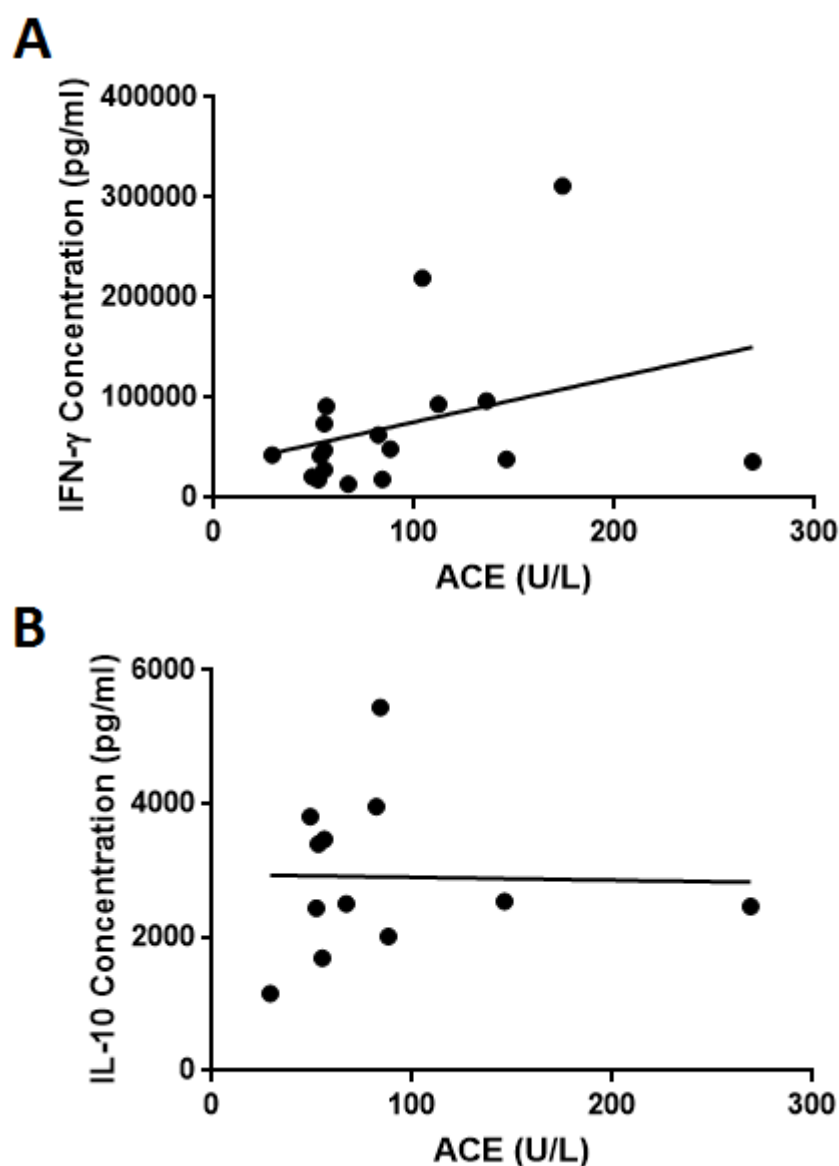 A
IFN-γ Concentration (pg/ml)
400000
300000
200000
100000
0
0 100 200 300
ACE (U/L)
B
IL-10 Concentration (pg/ml)
6000
4000
2000
0
0 100 200 300
ACE (U/L)